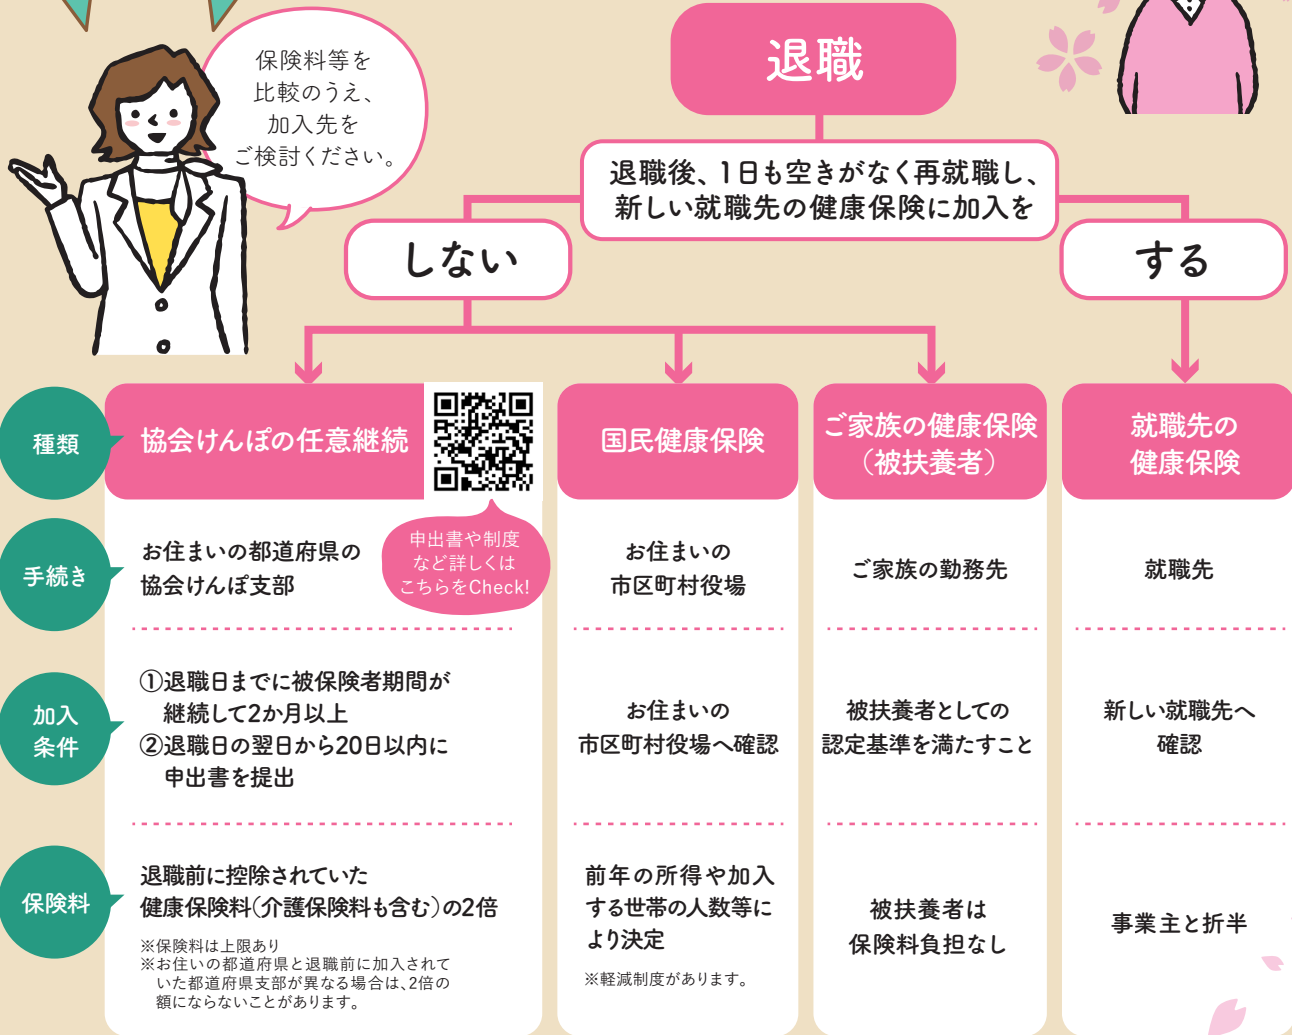 保険料等を
比較のうえ、
加入先を
ご検討ください。
退職
退職後、1日も空きがなく再就職し、
新しい就職先の健康保険に加入を
しない
する
種類
協会けんぽの任意継続
国民健康保険
ご家族の健康保険
（被扶養者）
就職先の
健康保険
手続き
お住まいの都道府県の
協会けんぽ支部
申出書や制度
など詳しくは
こちらをCheck!
お住まいの
市区町村役場
ご家族の勤務先
就職先
加入
条件
①退職日までに被保険者期間が
継続して2か月以上
②退職日の翌日から20日以内に
申出書を提出
お住まいの
市区町村役場へ確認
被扶養者としての
認定基準を満たすこと
新しい就職先へ
確認
保険料
退職前に控除されていた
健康保険料（介護保険料も含む）の2倍
※保険料は上限あり
※お住いの都道府県と退職前に加入されて
いた都道府県支部が異なる場合は、2倍の
額にならないことがあります。
前年の所得や加入
する世帯の人数等に
より決定
※軽減制度があります。
被扶養者は
保険料負担なし
事業主と折半